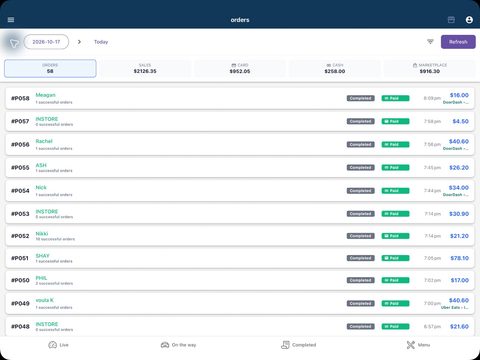 orders
2026-10-17
Today
Refresh
ORDERS
58
SALES
$2126.35
CARD
$952.05
CASH
$258.00
MARKETPLACE
$916.30
#P058 Meagan Completed Paid 8:09 pm $16.00
1 successful orders DoorDash -...
#P057 INSTORE Completed Paid 7:58 pm $4.50
0 successful orders
#P056 Rachel Completed Paid 7:56 pm $40.60
1 successful orders DoorDash -...
#P055 ASH Completed Paid 7:45 pm $26.20
1 successful orders
#P054 Nick Completed Paid 7:44 pm $34.00
1 successful orders DoorDash -...
#P053 INSTORE Completed Paid 7:14 pm $30.90
0 successful orders
#P052 Nikki Completed Paid 7:14 pm $21.20
10 successful orders
#P051 SHAY Completed Paid 7:05 pm $78.10
1 successful orders
#P050 PHIL Completed Paid 7:03 pm $17.00
2 successful orders
#P049 voula K Completed Paid 7:00 pm $40.60
1 successful orders Uber Eats - I...
#P048 INSTORE Completed Paid 6:57 pm $21.60
0 successful orders
Live
On the way
Completed
Menu